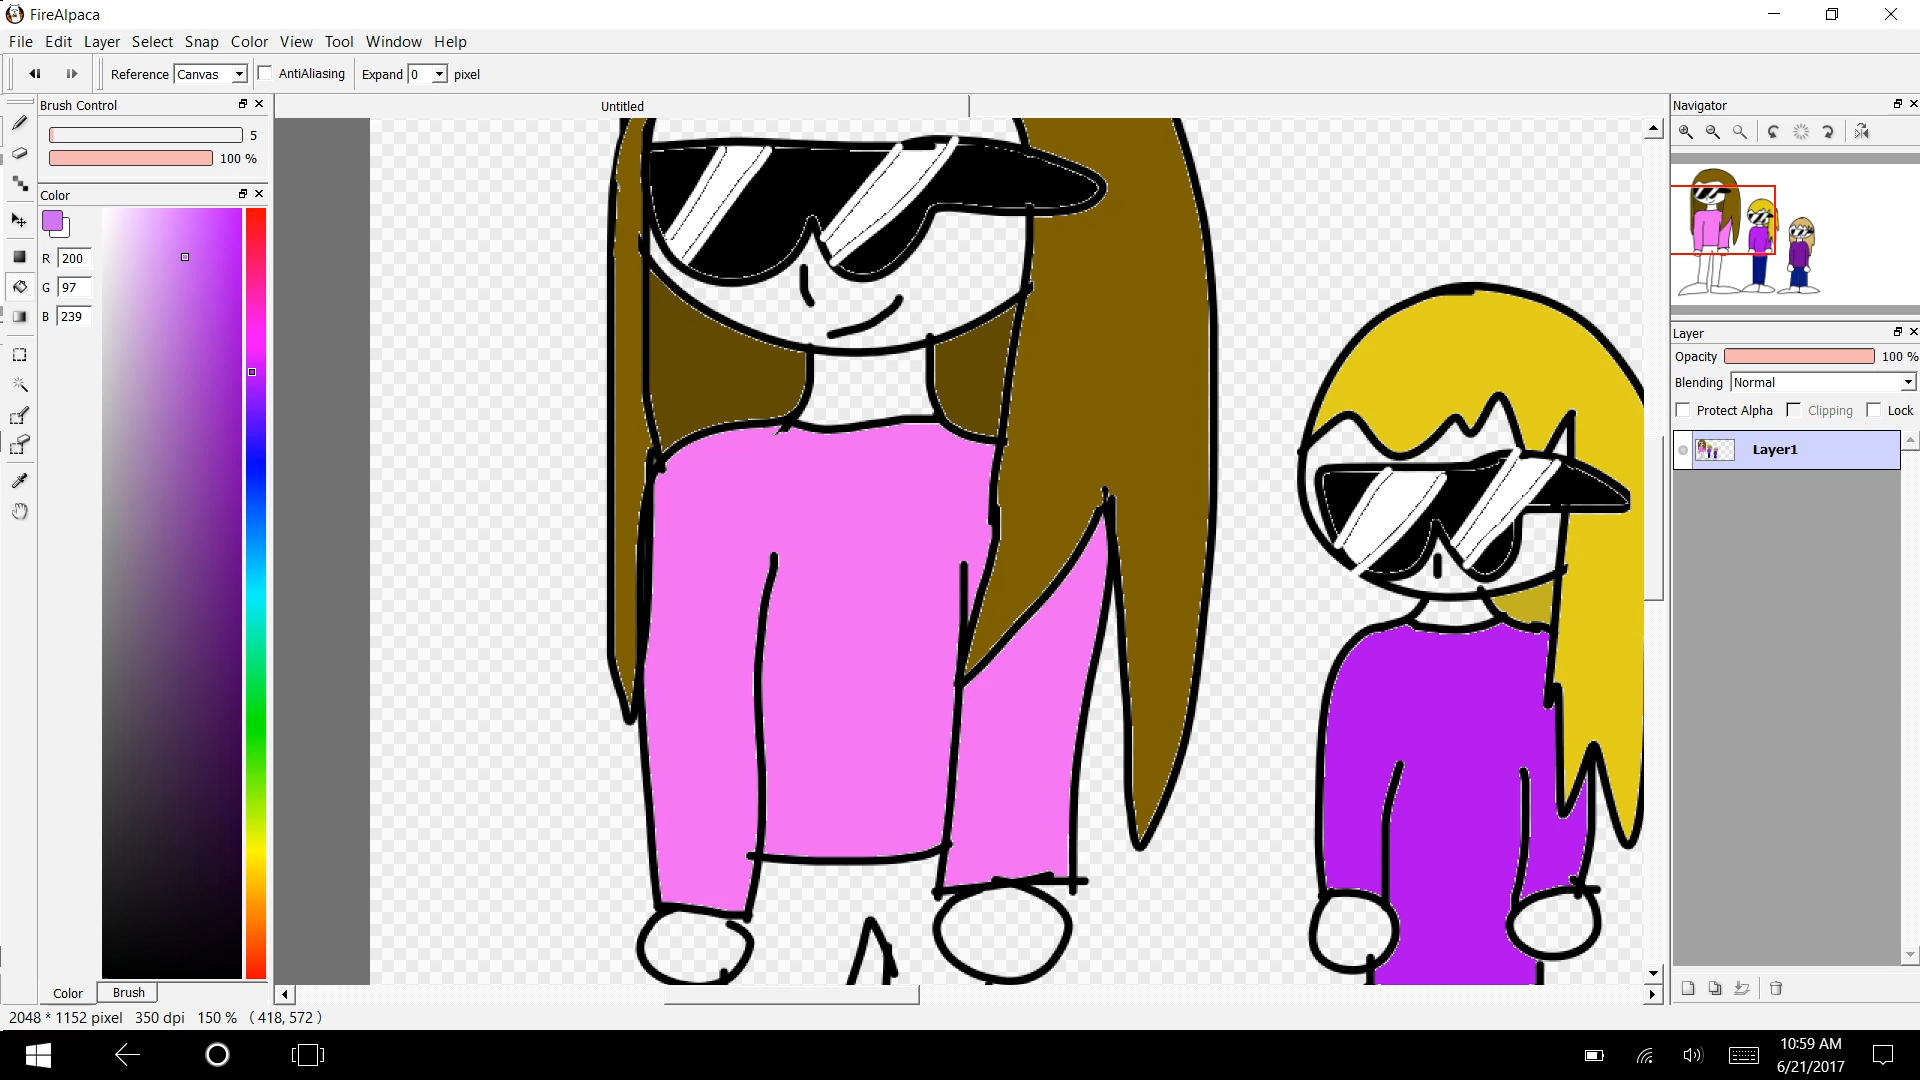 FireAlpaca
File Edit Layer Select Snap Color View Tool Window Help
Reference Canvas AntiAliasing Expand 0 pixel
Brush Control
5
100 %
Color
R 200
G 97
B 239
Color Brush
Untitled
Navigator
Layer
Opacity 100 %
Blending Normal
Protect Alpha Clipping Lock
Layer1
2048 * 1152 pixel 350 dpi 150 % ( 418, 572 )
10:59 AM
6/21/2017